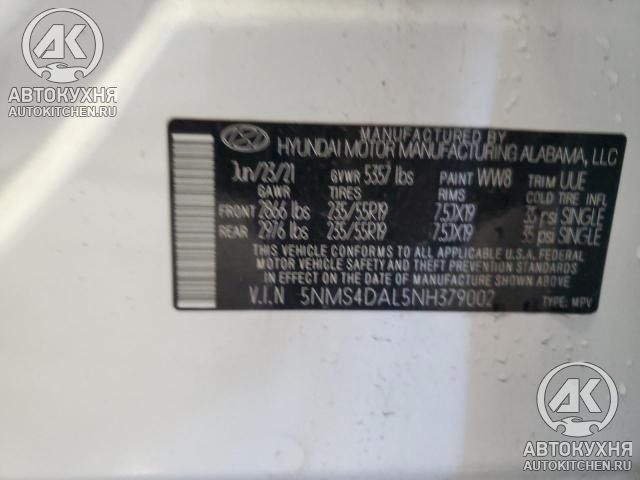 АК
АВТОКУХНЯ
AUTOKITCHEN.RU
MANUFACTURED BY
HYUNDAI MOTOR MANUFACTURING ALABAMA, LLC
Jun/23/21 GVWR 5357 lbs PAINT WW8 TRIM UUE
GAWR TIRES RIMS COLD TIRE INFL
FRONT 2866 lbs 235/55R19 7.5JX19 35 psi SINGLE
REAR 2976 lbs 235/55R19 7.5JX19 35 psi SINGLE
THIS VEHICLE CONFORMS TO ALL APPLICABLE U.S.A. FEDERAL
MOTOR VEHICLE SAFETY AND THEFT PREVENTION STANDARDS
IN EFFECT ON THE DATE OF MANUFACTURE SHOWN ABOVE.
V.I.N 5NMS4DAL5NH379002 TYPE: MPV
АК
АВТОКУХНЯ
AUTOKITCHEN.RU